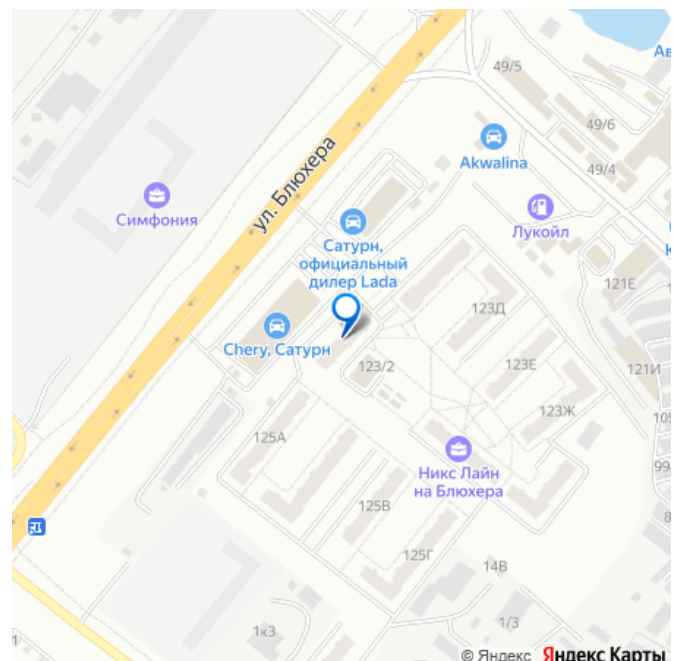 49/5
Ав
49/6
Akwalina
49/4
ул. Блюхера
Симфония
Лукойл
К
Сатурн,
официальный
дилер Lada
121Е
123Д
Chery, Сатурн
123/2
123Е
121И
123Ж
105
125А
Никс Лайн
на Блюхера
99
125В
8
125Г
14В
1/3
1к3
1
© Яндекс Яндекс Карты